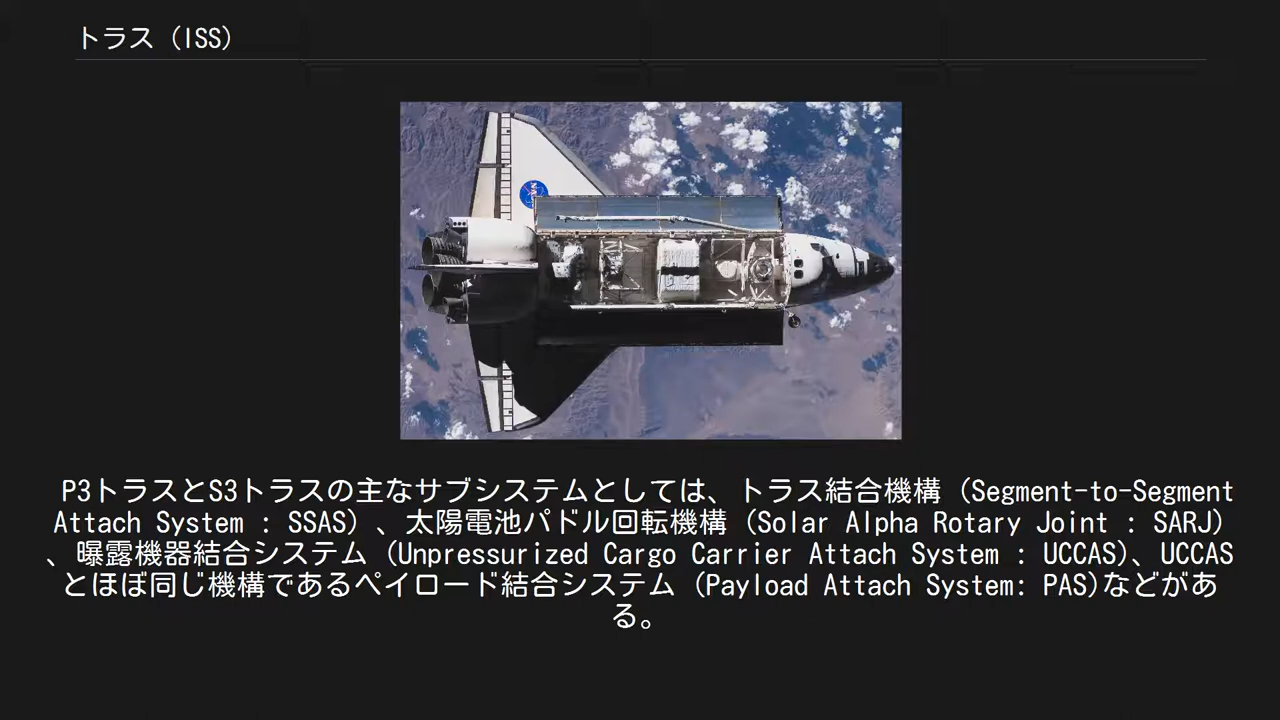 トラス（ISS）
NASA
P3トラスとS3トラスの主なサブシステムとしては、トラス結合機構（Segment-to-Segment
Attach System : SSAS）、太陽電池パドル回転機構（Solar Alpha Rotary Joint : SARJ）
、曝露機器結合システム（Unpressurized Cargo Carrier Attach System : UCCAS)、UCCAS
とほぼ同じ機構であるペイロード結合システム（Payload Attach System: PAS)などがあ
る。